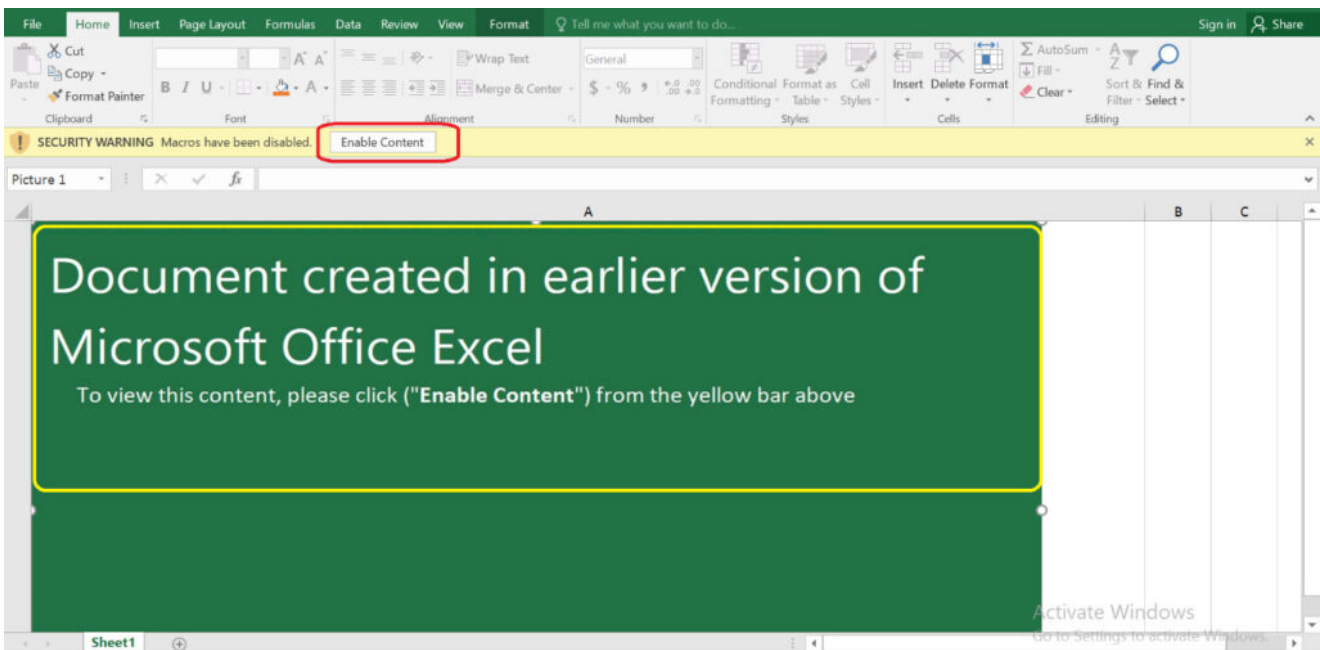 File Home Insert Page Layout Formulas Data Review View Format Tell me what you want to do... Sign in Share
Cut
Copy
Format Painter
Paste
B I U A A A
Wrap Text
Merge & Center
General
$ % , .0 .00 .00 .0
Conditional Formatting Format as Table Cell Styles
Insert Delete Format
AutoSum
Fill
Clear
Sort & Filter
Find & Select
Clipboard Font Alignment Number Styles Cells Editing
SECURITY WARNING Macros have been disabled. Enable Content
Picture 1 fx
A B C
Document created in earlier version of
Microsoft Office Excel
To view this content, please click ("Enable Content") from the yellow bar above
Activate Windows
Go to Settings to activate Windows.
Sheet1